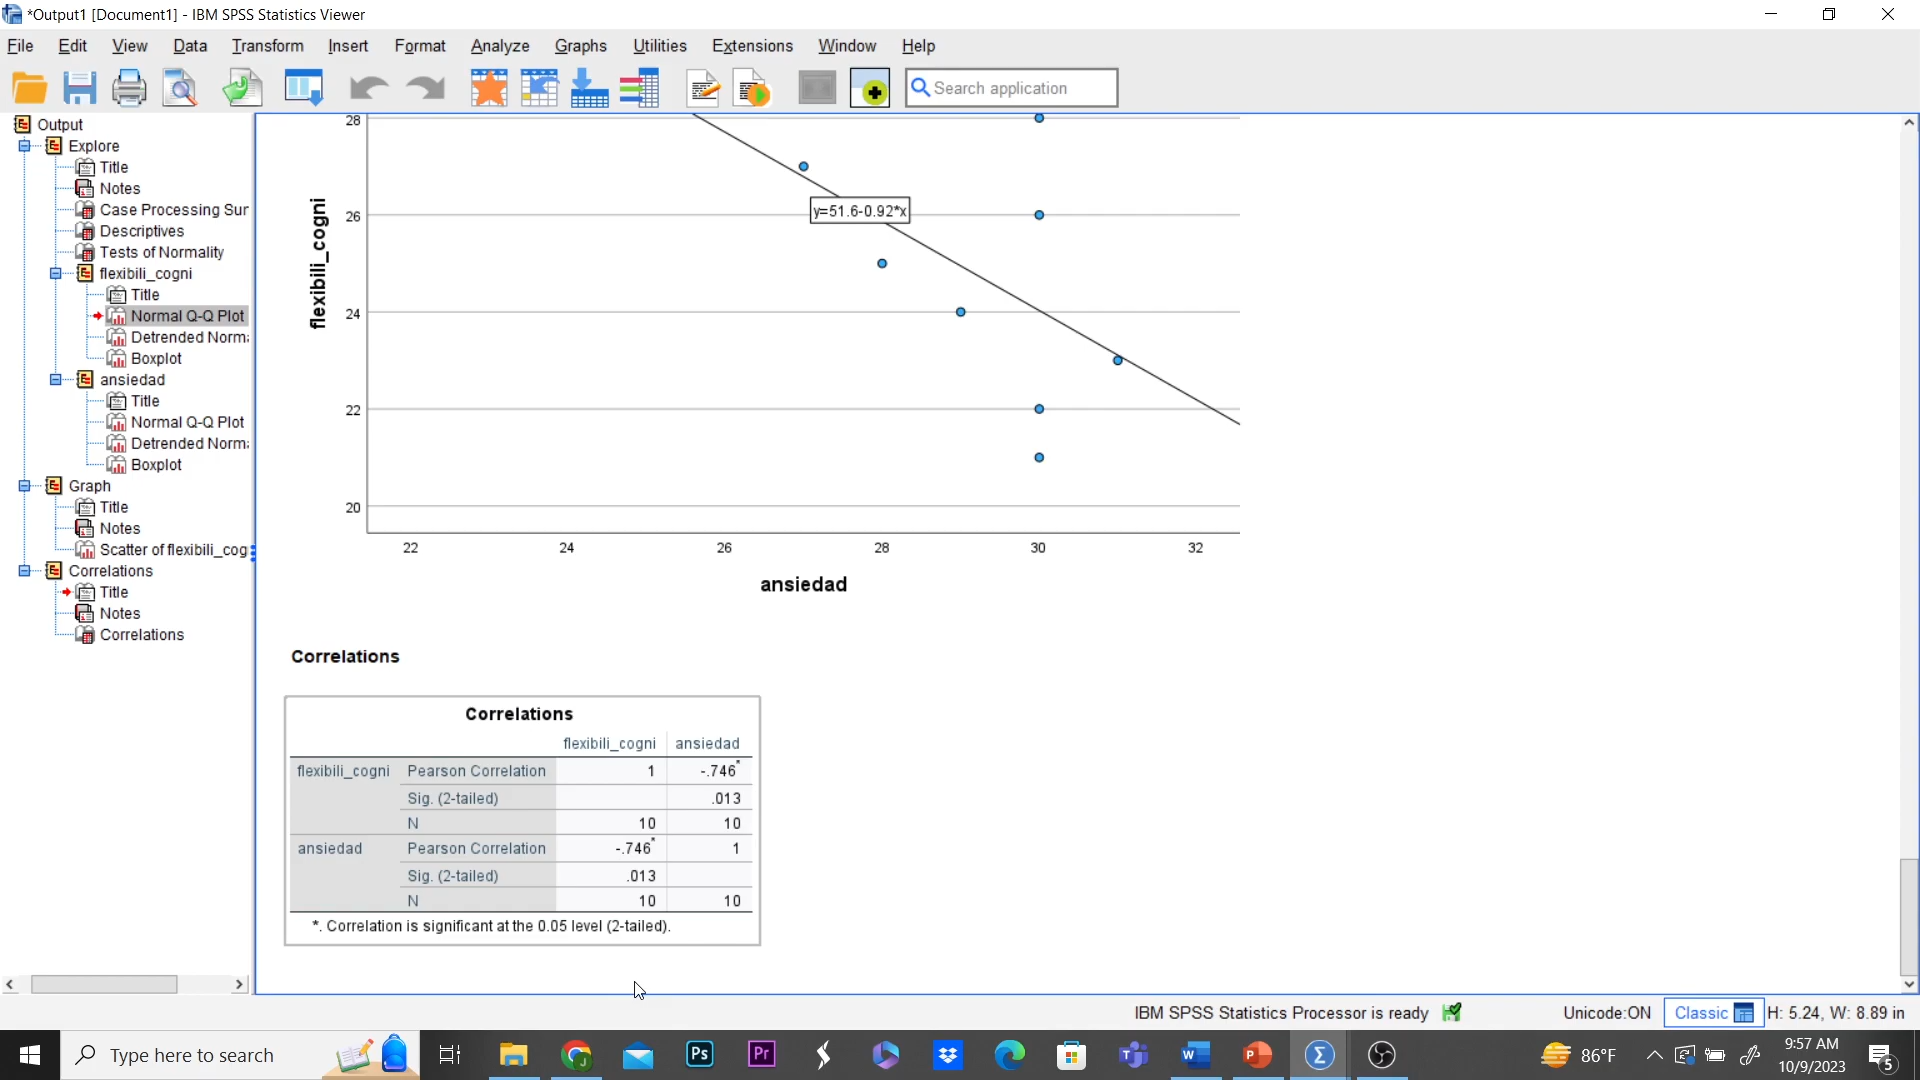 *Output1 [Document1] - IBM SPSS Statistics Viewer
File Edit View Data Transform Insert Format Analyze Graphs Utilities Extensions Window Help
Search application
Output
Explore
Title
Notes
Case Processing Sur
Descriptives
Tests of Normality
flexibili_cogni
Title
Normal Q-Q Plot
Detrended Norma
Boxplot
ansiedad
Title
Normal Q-Q Plot
Detrended Norma
Boxplot
Graph
Title
Notes
Scatter of flexibili_cog
Correlations
Title
Notes
Correlations
28
26
24
22
20
flexibili_cogni
y=51.6-0.92*x
22 24 26 28 30 32
ansiedad
Correlations
Correlations
flexibili_cogni ansiedad
flexibili_cogni Pearson Correlation 1 -.746*
Sig. (2-tailed) .013
N 10 10
ansiedad Pearson Correlation -.746* 1
Sig. (2-tailed) .013
N 10 10
*. Correlation is significant at the 0.05 level (2-tailed).
IBM SPSS Statistics Processor is ready Unicode:ON Classic H: 5.24, W: 8.89 in
Type here to search
Ps
Pr
86°F
9:57 AM
10/9/2023
5